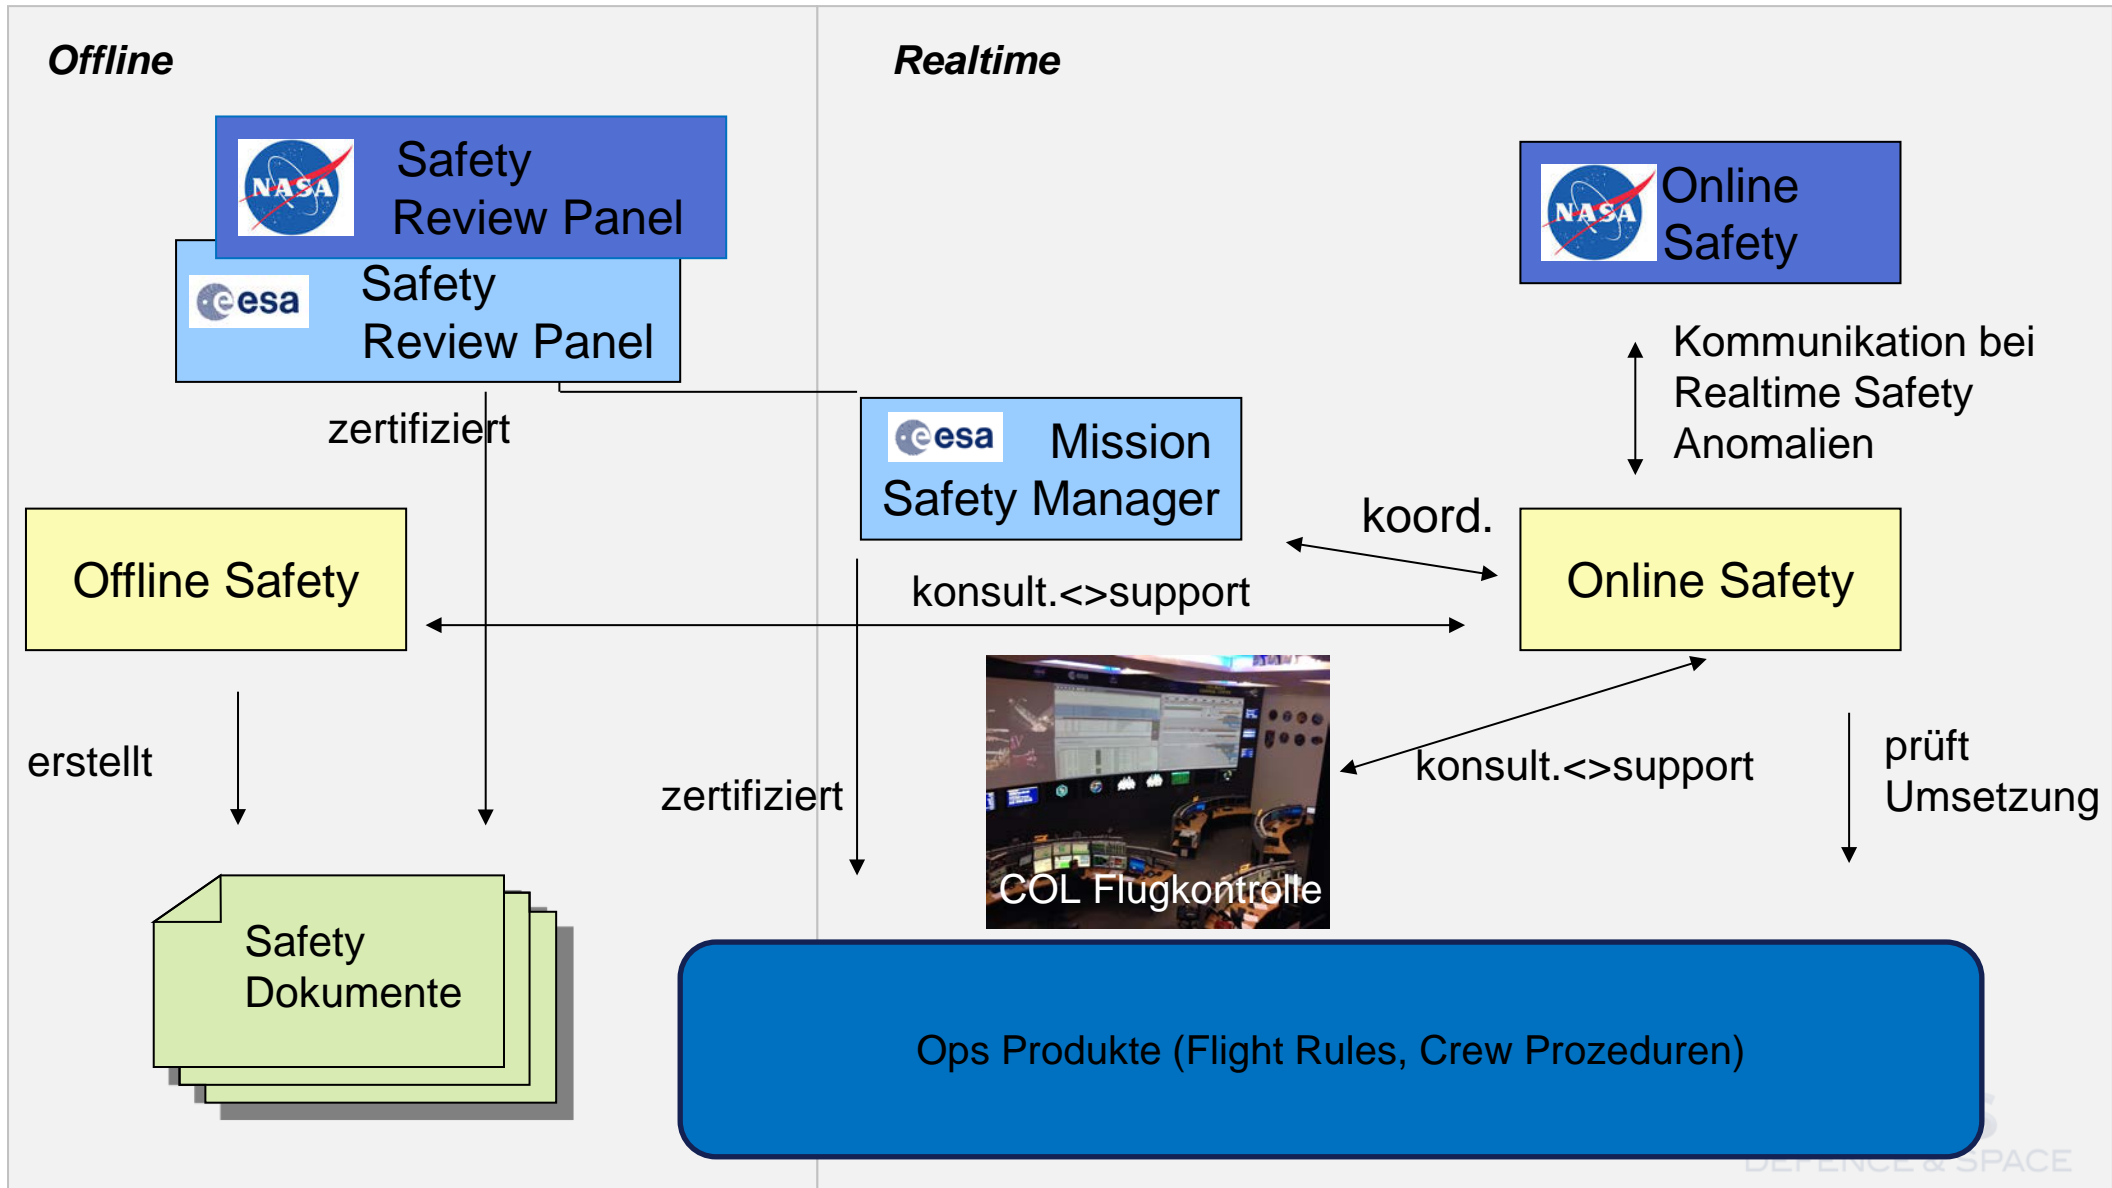 Offline
Realtime
NASA
Safety
Review Panel
esa
Safety
Review Panel
NASA
Online
Safety
Kommunikation bei
Realtime Safety
Anomalien
zertifiziert
esa
Mission
Safety Manager
koord.
Offline Safety
konsult.<>support
Online Safety
erstellt
zertifiziert
konsult.<>support
prüft
Umsetzung
COL Flugkontrolle
Safety
Dokumente
Ops Produkte (Flight Rules, Crew Prozeduren)
DEFENCE & SPACE